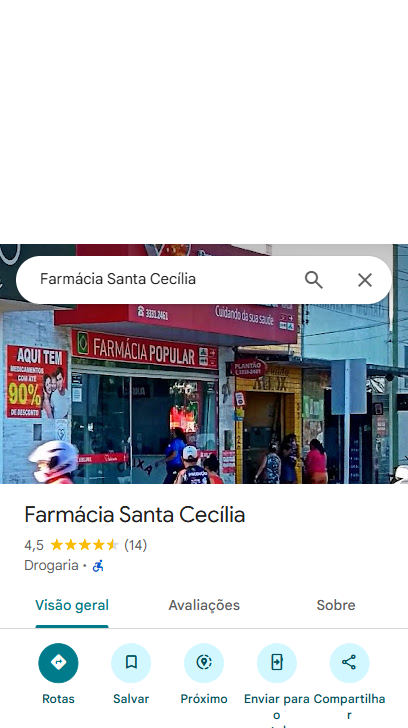 Farmácia Santa Cecília
3331.2461
Cuidando da sua saúde
AQUI TEM
MEDICAMENTOS
COM ATÉ
90%
DE DESCONTO
FARMÁCIA POPULAR
PLANTÃO
Farmácia Santa Cecília
4,5 (14)
Drogaria ·
Visão geral
Avaliações
Sobre
Rotas
Salvar
Próximo
Enviar para
o
Compartilha
r